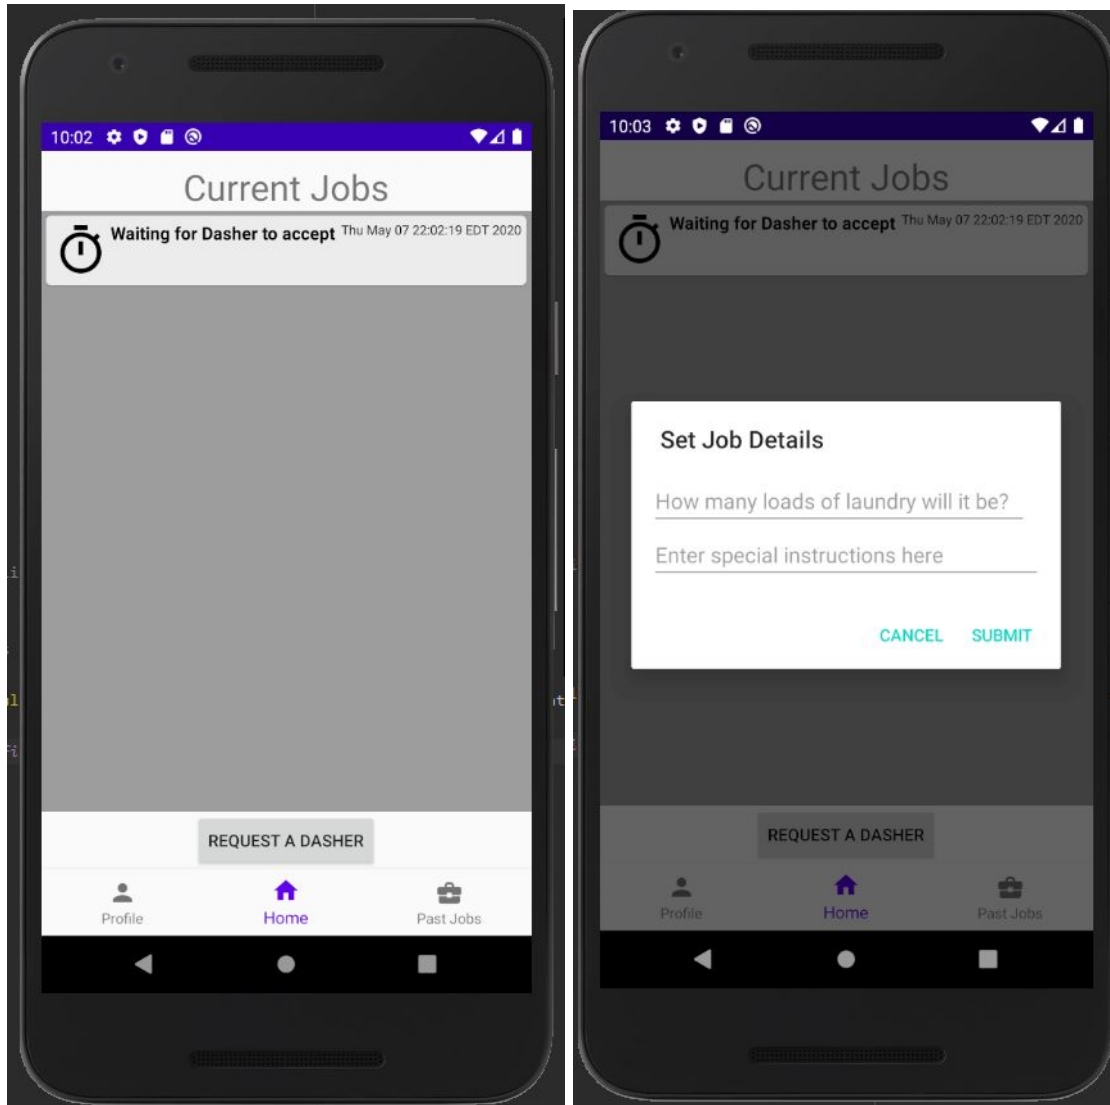 10:02
Current Jobs
Waiting for Dasher to accept Thu May 07 22:02:19 EDT 2020
REQUEST A DASHER
Profile Home Past Jobs
10:03
Current Jobs
Waiting for Dasher to accept Thu May 07 22:02:19 EDT 2020
Set Job Details
How many loads of laundry will it be?
Enter special instructions here
CANCEL SUBMIT
REQUEST A DASHER
Profile Home Past Jobs